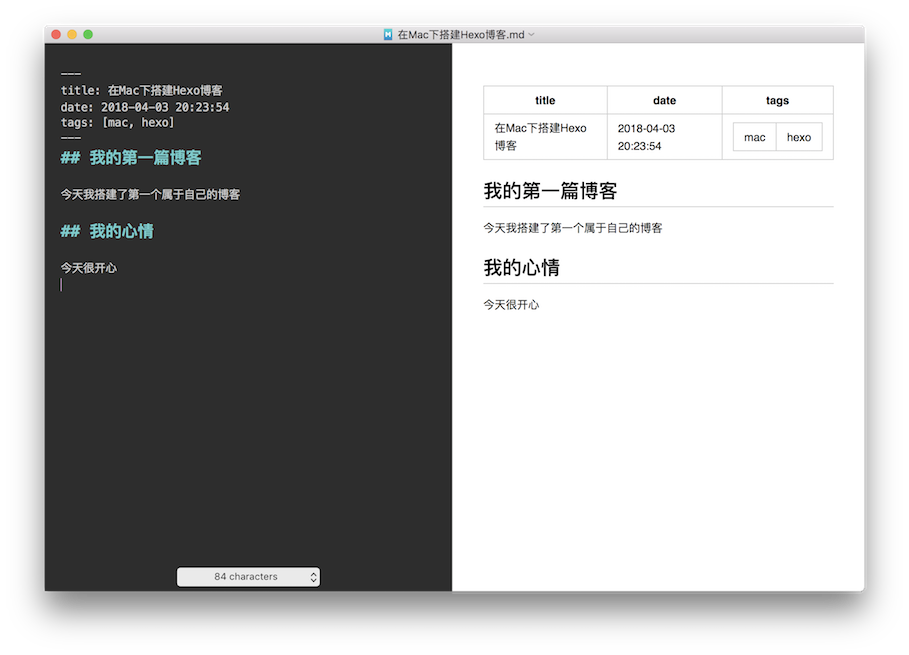 在Mac下搭建Hexo博客.md
---
title: 在Mac下搭建Hexo博客
date: 2018-04-03 20:23:54
tags: [mac, hexo]
---
## 我的第一篇博客
今天我搭建了第一个属于自己的博客
## 我的心情
今天很开心
84 characters
title date tags
在Mac下搭建Hexo 2018-04-03 mac hexo
博客 20:23:54
我的第一篇博客
今天我搭建了第一个属于自己的博客
我的心情
今天很开心